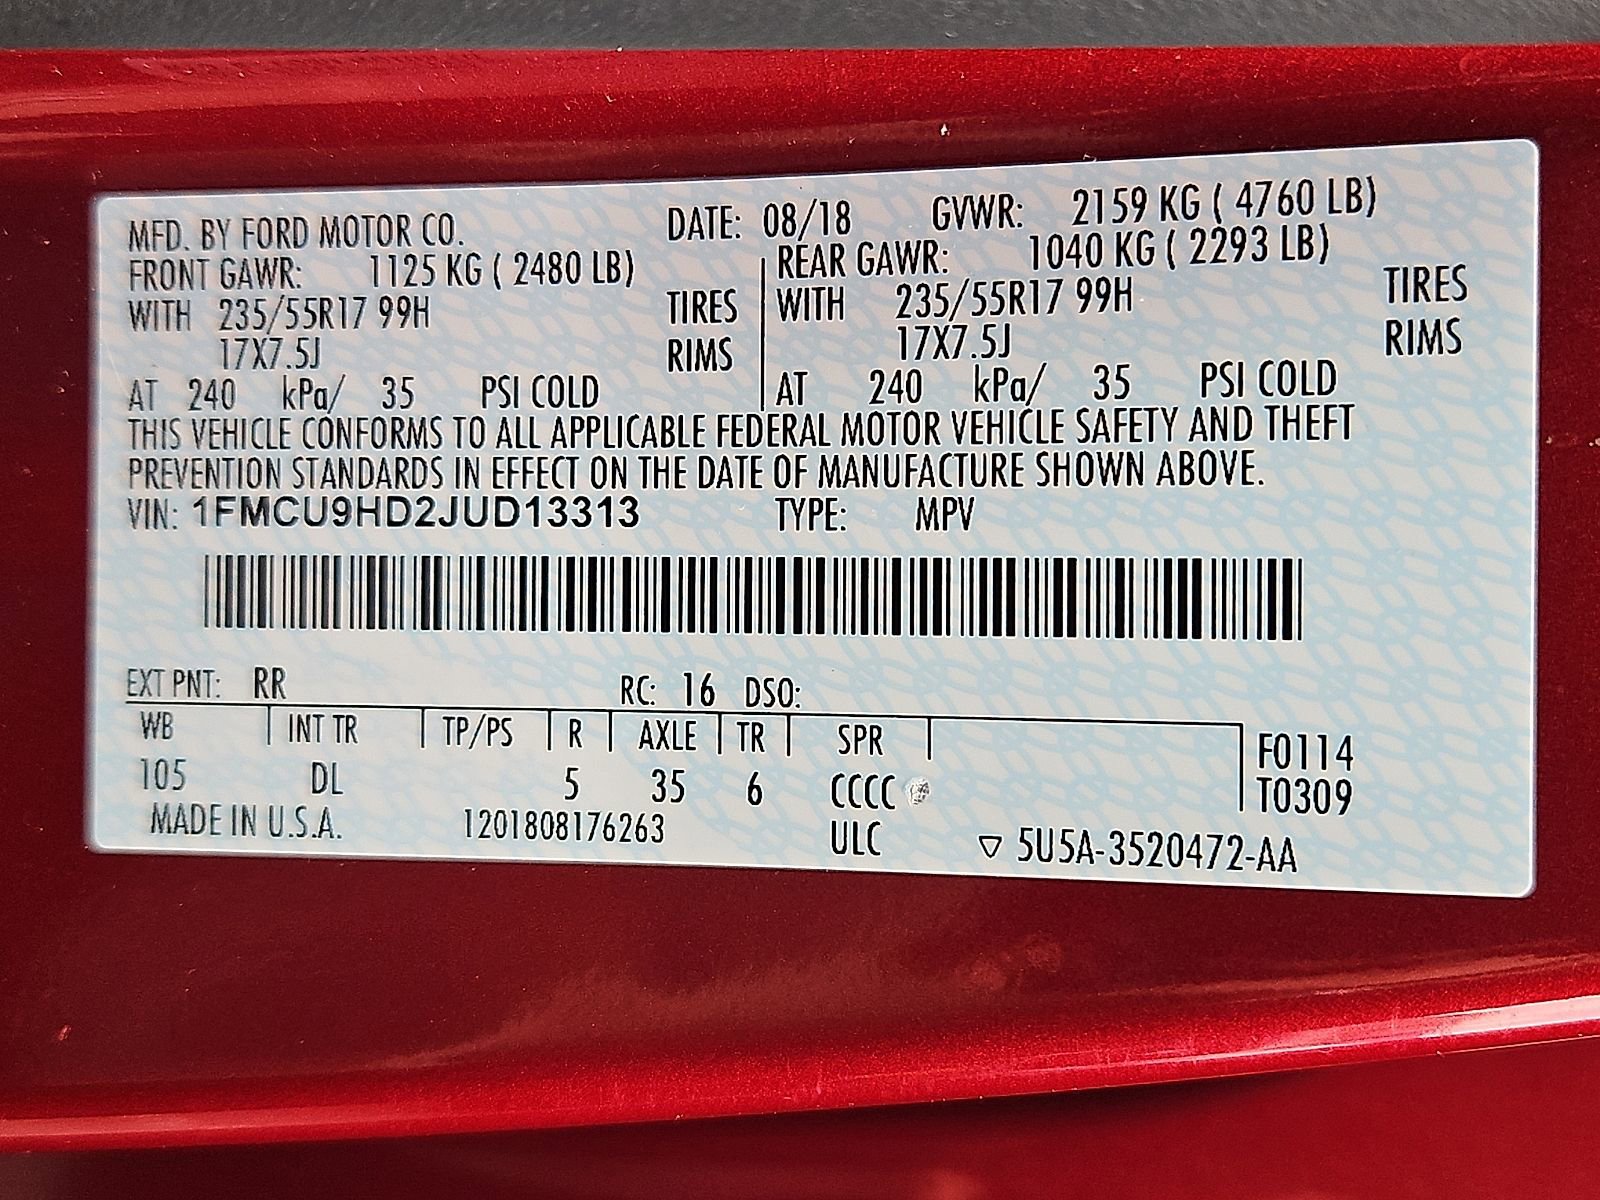 MFD. BY FORD MOTOR CO. DATE: 08/18 GVWR: 2159 KG ( 4760 LB)
FRONT GAWR: 1125 KG ( 2480 LB) REAR GAWR: 1040 KG ( 2293 LB)
WITH 235/55R17 99H TIRES WITH 235/55R17 99H TIRES
17X7.5J RIMS 17X7.5J RIMS
AT 240 kPa/ 35 PSI COLD AT 240 kPa/ 35 PSI COLD
THIS VEHICLE CONFORMS TO ALL APPLICABLE FEDERAL MOTOR VEHICLE SAFETY AND THEFT
PREVENTION STANDARDS IN EFFECT ON THE DATE OF MANUFACTURE SHOWN ABOVE.
VIN: 1FMCU9HD2JUD13313 TYPE: MPV
EXT PNT: RR RC: 16 DSO:
WB INT TR TP/PS R AXLE TR SPR F0114
105 DL 5 35 6 CCCC T0309
MADE IN U.S.A. 1201808176263 ULC ▽ 5U5A-3520472-AA